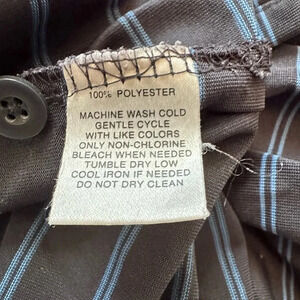 100% POLYESTER
MACHINE WASH COLD
GENTLE CYCLE
WITH LIKE COLORS
ONLY NON-CHLORINE
BLEACH WHEN NEEDED
TUMBLE DRY LOW
COOL IRON IF NEEDED
DO NOT DRY CLEAN